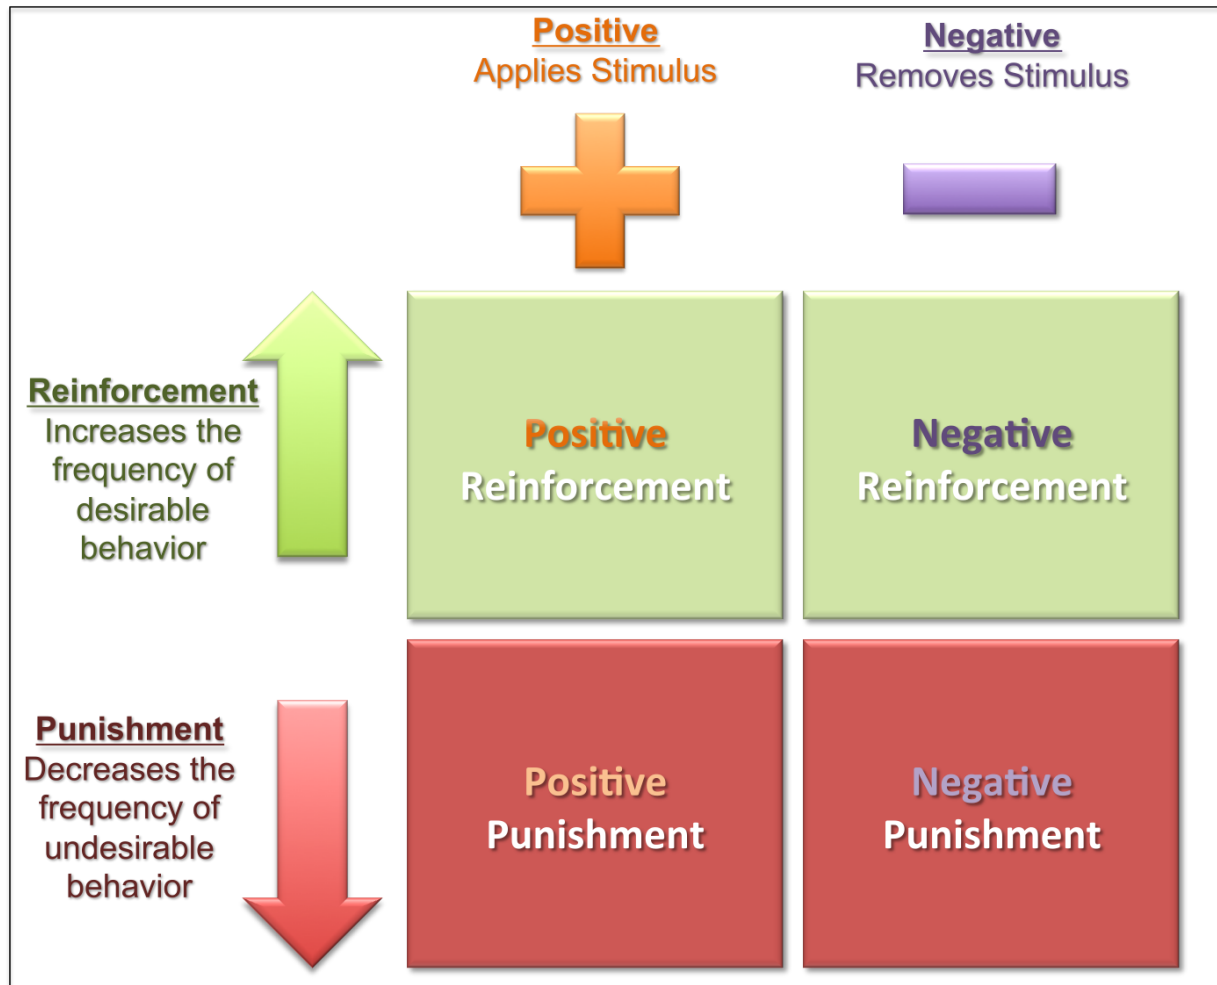 Positive
Applies Stimulus
Negative
Removes Stimulus
Reinforcement
Increases the
frequency of
desirable
behavior
Positive
Reinforcement
Negative
Reinforcement
Punishment
Decreases the
frequency of
undesirable
behavior
Positive
Punishment
Negative
Punishment